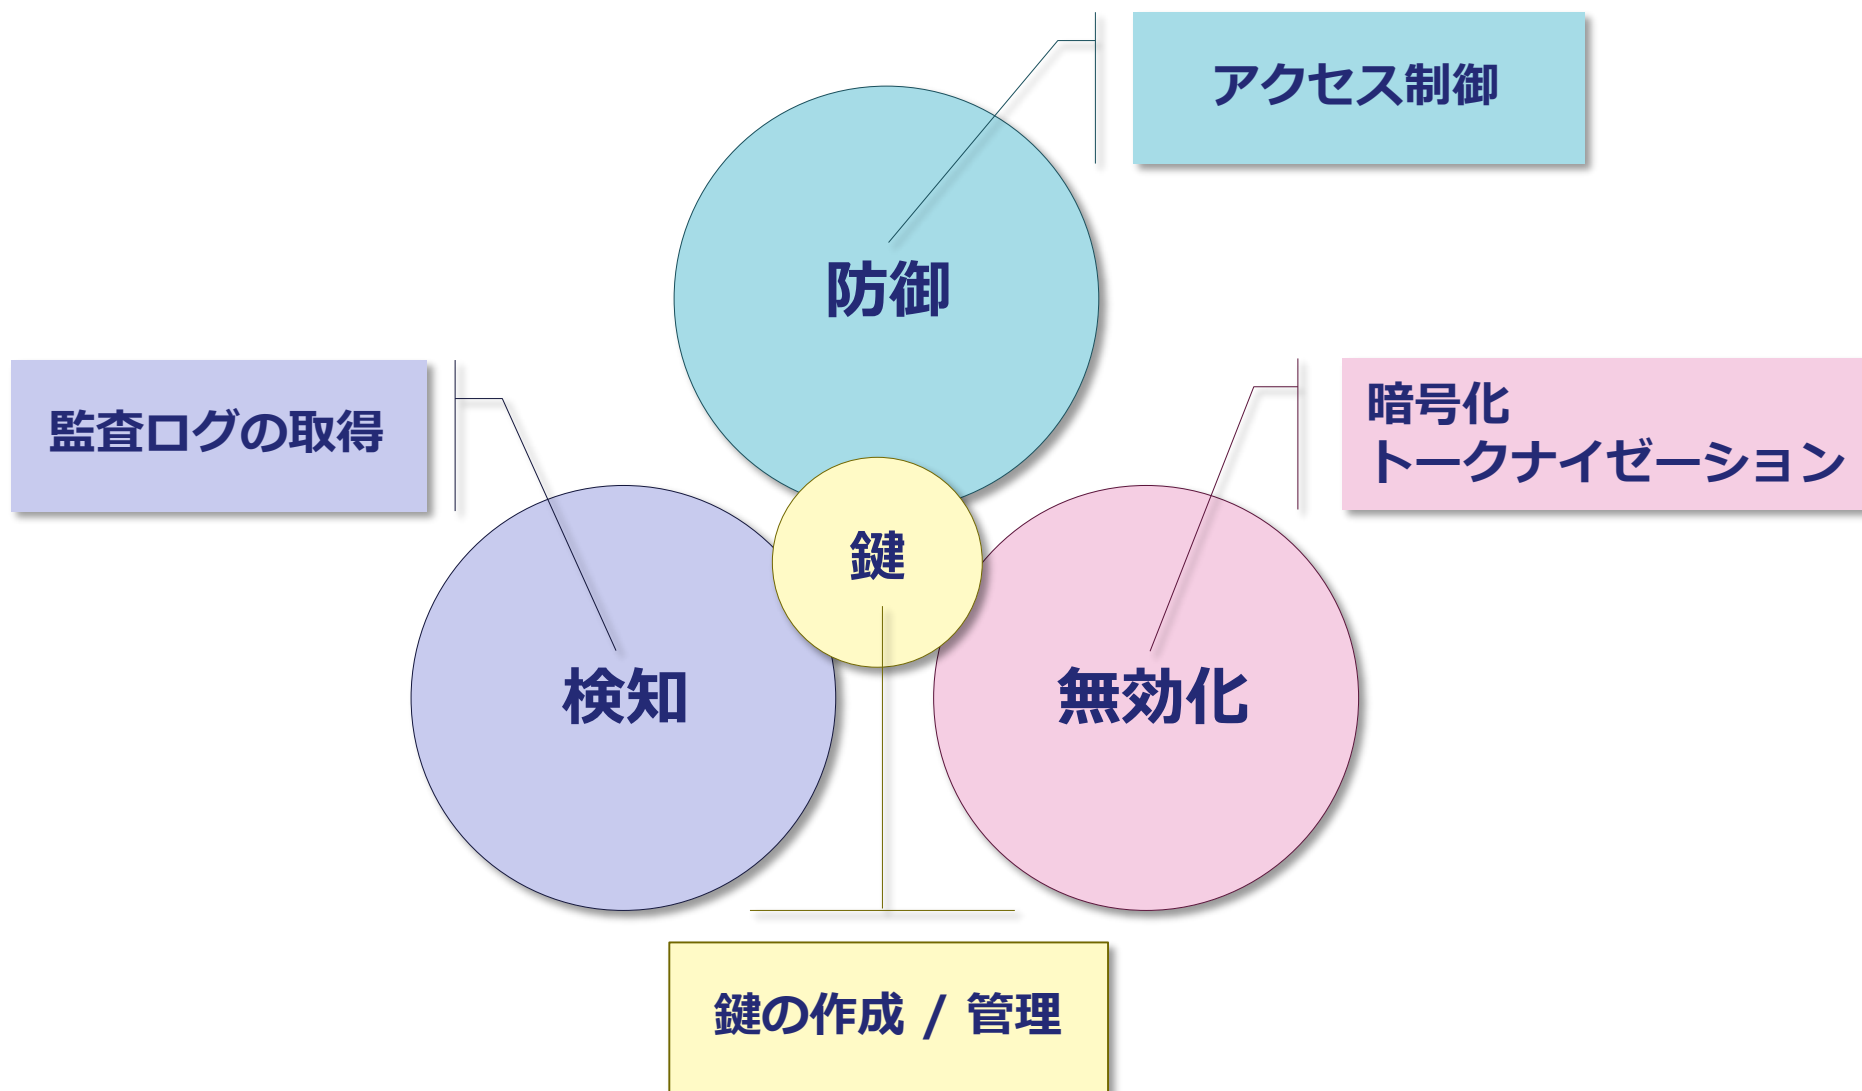 アクセス制御
防御
監査ログの取得
暗号化
トークナイゼーション
鍵
検知
無効化
鍵の作成 / 管理